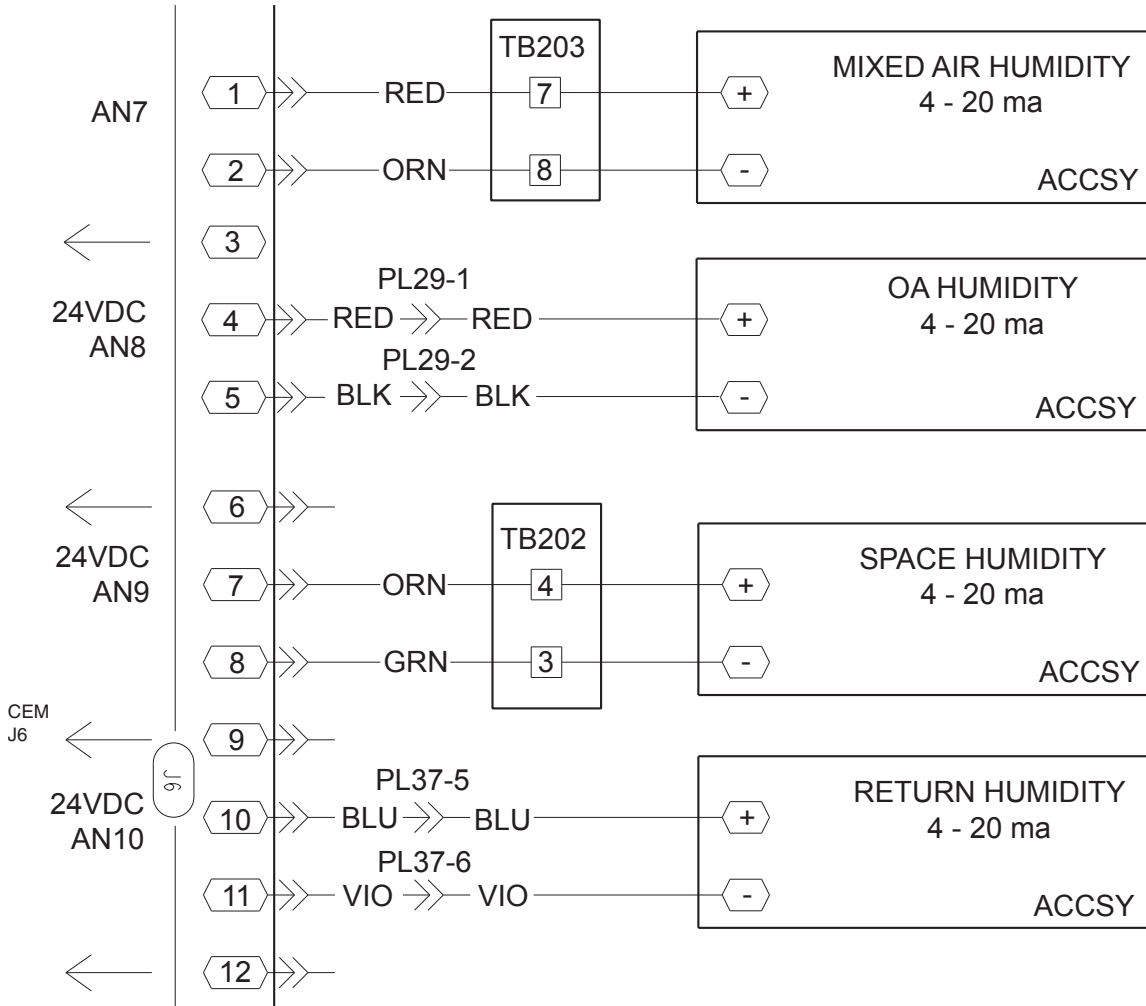 AN7
1
RED
TB203
7
+
MIXED AIR HUMIDITY
4 - 20 ma
2
ORN
8
-
ACCSY
3
24VDC
AN8
4
PL29-1
RED
RED
+
OA HUMIDITY
4 - 20 ma
5
PL29-2
BLK
BLK
-
ACCSY
6
24VDC
AN9
7
ORN
TB202
4
+
SPACE HUMIDITY
4 - 20 ma
8
GRN
3
-
ACCSY
CEM
J6
9
J6
24VDC
AN10
10
PL37-5
BLU
BLU
+
RETURN HUMIDITY
4 - 20 ma
11
PL37-6
VIO
VIO
-
ACCSY
12